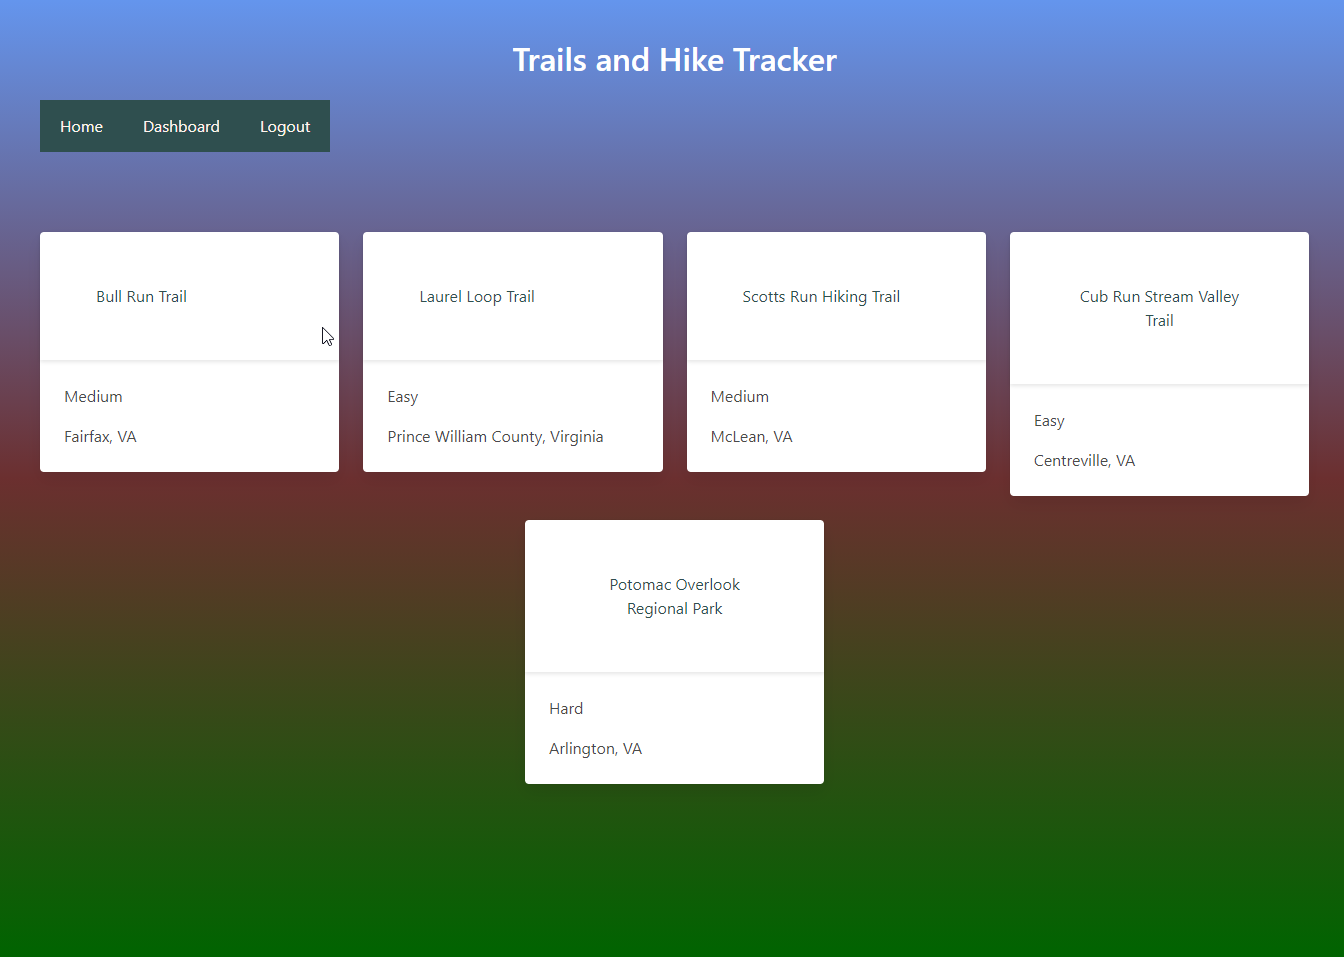 Trails and Hike Tracker
Home Dashboard Logout
Bull Run Trail
Medium
Fairfax, VA
Laurel Loop Trail
Easy
Prince William County, Virginia
Scotts Run Hiking Trail
Medium
McLean, VA
Cub Run Stream Valley
Trail
Easy
Centreville, VA
Potomac Overlook
Regional Park
Hard
Arlington, VA